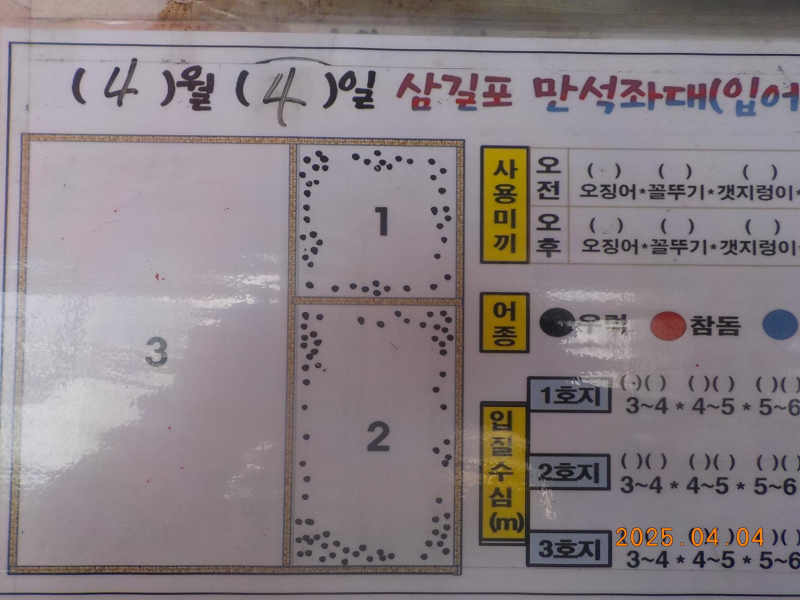 ( 4 )월 ( 4 )일 삼길포 만석좌대(입어
1
2
3
사용미끼
오전
( · ) ( ) ( )
오징어*꼴뚜기*갯지렁이*
오후
( ) ( ) ( )
오징어*꼴뚜기*갯지렁이*
어종
우럭 참돔
입질수심(m)
1호지
( )( ) ( )( ) ( )(
3~4 * 4~5 * 5~6
2호지
( )( ) ( )( ) ( )(
3~4 * 4~5 * 5~6
3호지
3~4 * 4~5 * 5~6
2025.04.04